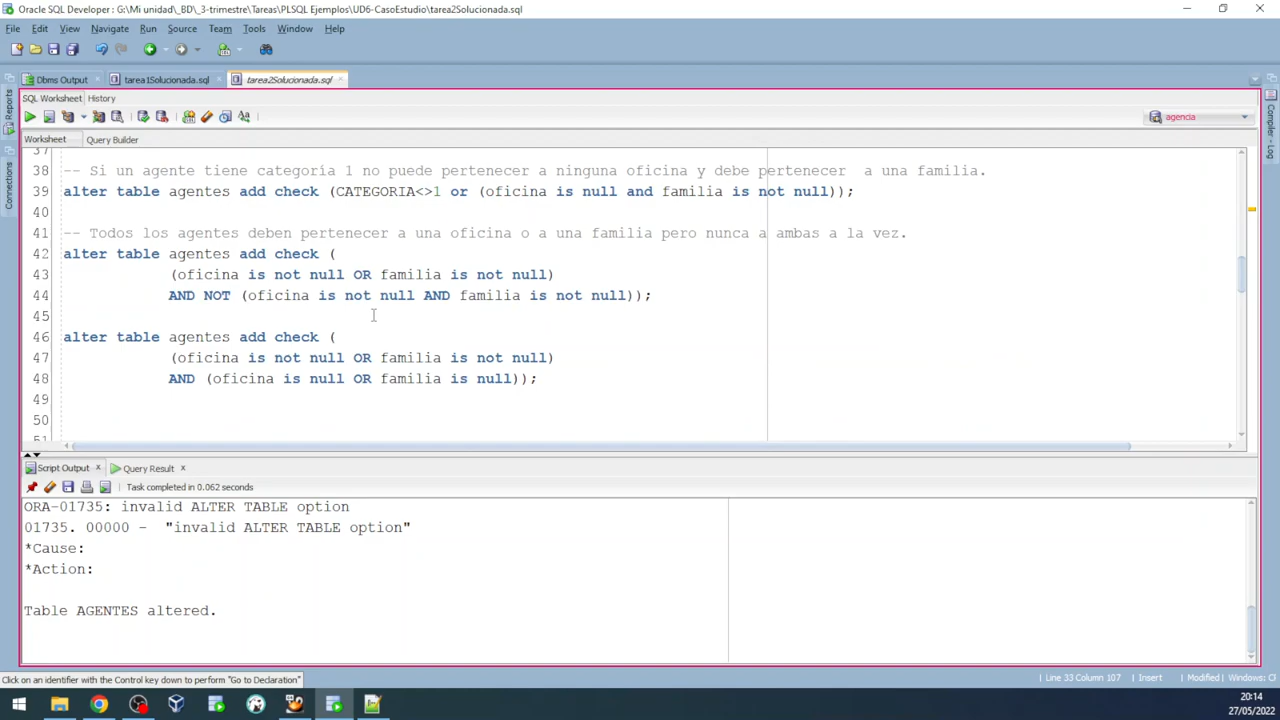 Oracle SQL Developer : G:\Mi unidad\_BD\_3-trimestre\Tareas\PLSQL Ejemplos\UD6-CasoEstudio\tarea2Solucionada.sql
File Edit View Navigate Run Source Team Tools Window Help
Dbms Output tarea1Solucionada.sql tarea2Solucionada.sql
SQL Worksheet History
agencia
Worksheet Query Builder
Reports
Connections
Compiler - Log
37
38 -- Si un agente tiene categoría 1 no puede pertenecer a ninguna oficina y debe pertenecer  a una familia.
39 alter table agentes add check (CATEGORIA<>1 or (oficina is null and familia is not null));
40
41 -- Todos los agentes deben pertenecer a una oficina o a una familia pero nunca a ambas a la vez.
42 alter table agentes add check (
43 (oficina is not null OR familia is not null)
44 AND NOT (oficina is not null AND familia is not null));
45
46 alter table agentes add check (
47 (oficina is not null OR familia is not null)
48 AND (oficina is null OR familia is null));
49
50
51
Script Output Query Result
Task completed in 0.062 seconds
ORA-01735: invalid ALTER TABLE option
01735. 00000 -  "invalid ALTER TABLE option"
*Cause:
*Action:
Table AGENTES altered.
Click on an identifier with the Control key down to perform "Go to Declaration"
Line 33 Column 107 Insert Modified Windows: C
20:14
27/05/2022